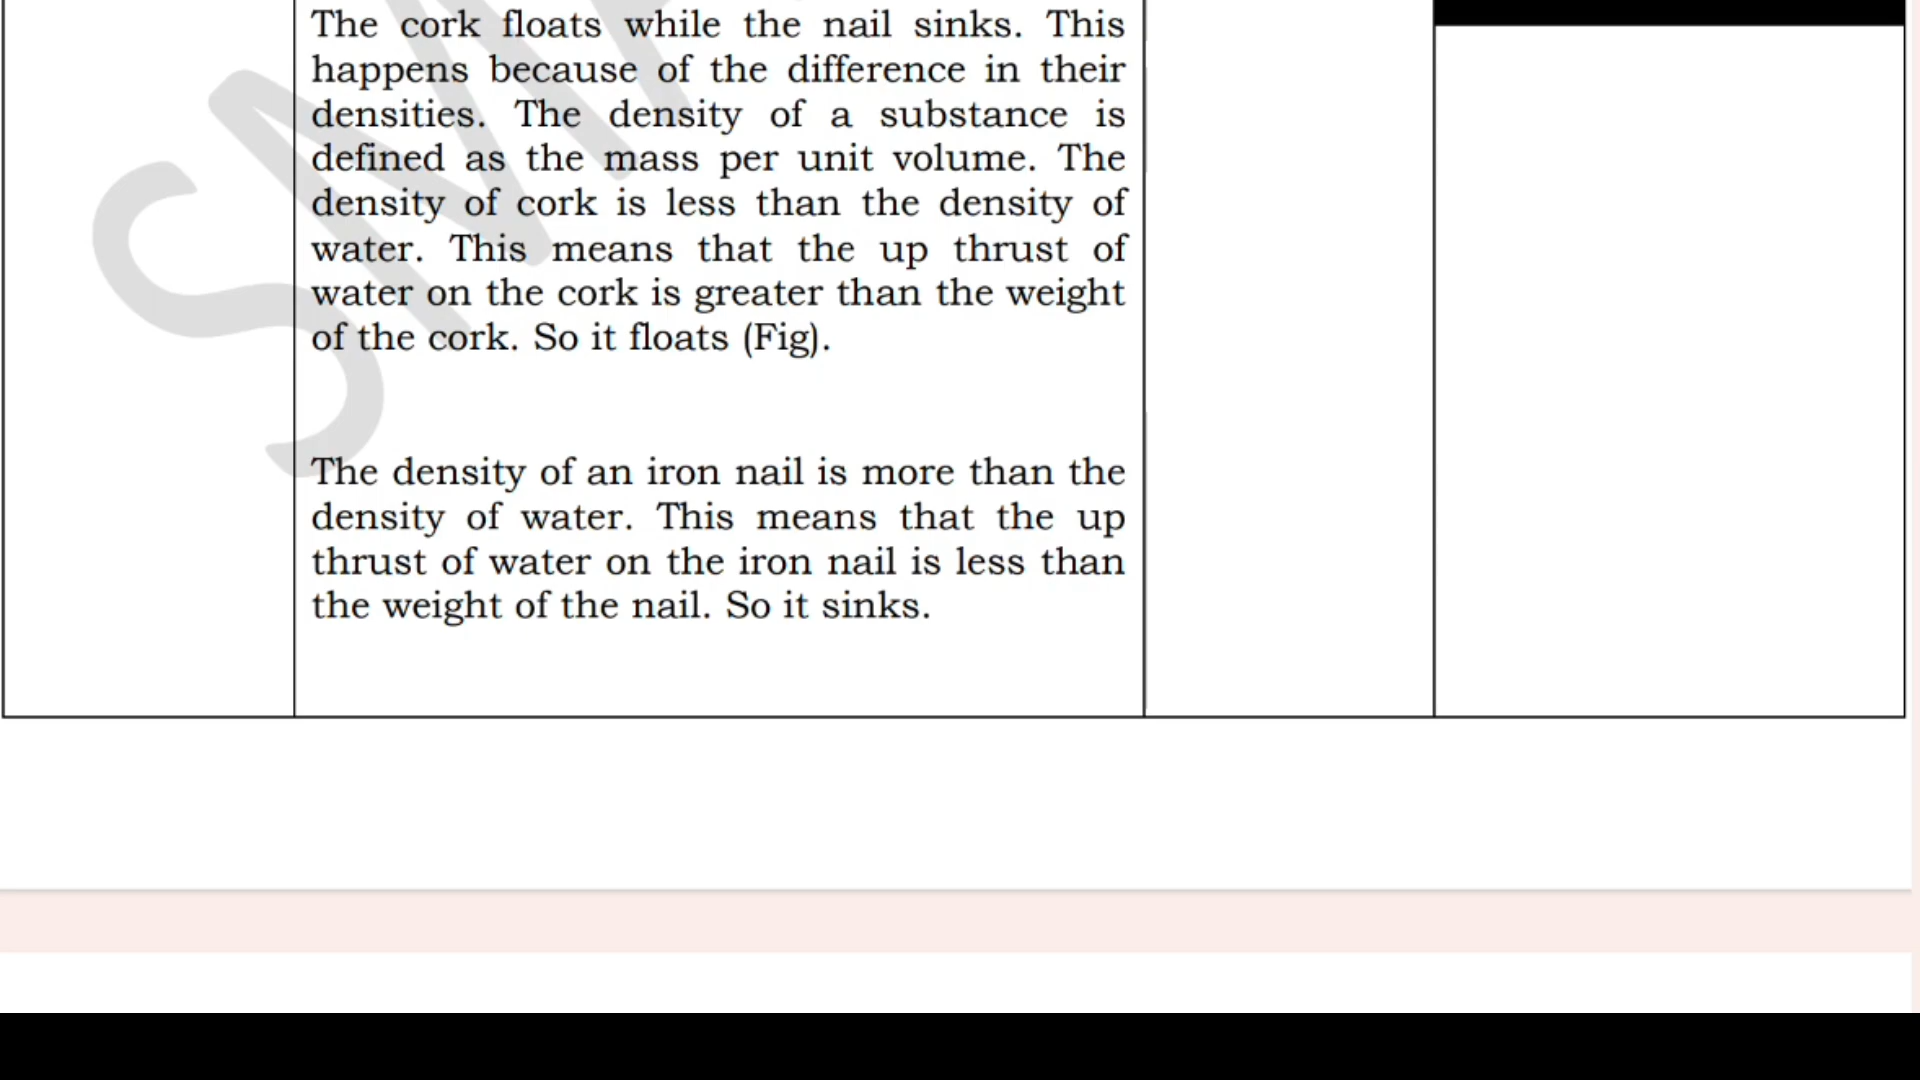 The cork floats while the nail sinks. This
happens because of the difference in their
densities. The density of a substance is
defined as the mass per unit volume. The
density of cork is less than the density of
water. This means that the up thrust of
water on the cork is greater than the weight
of the cork. So it floats (Fig).
The density of an iron nail is more than the
density of water. This means that the up
thrust of water on the iron nail is less than
the weight of the nail. So it sinks.